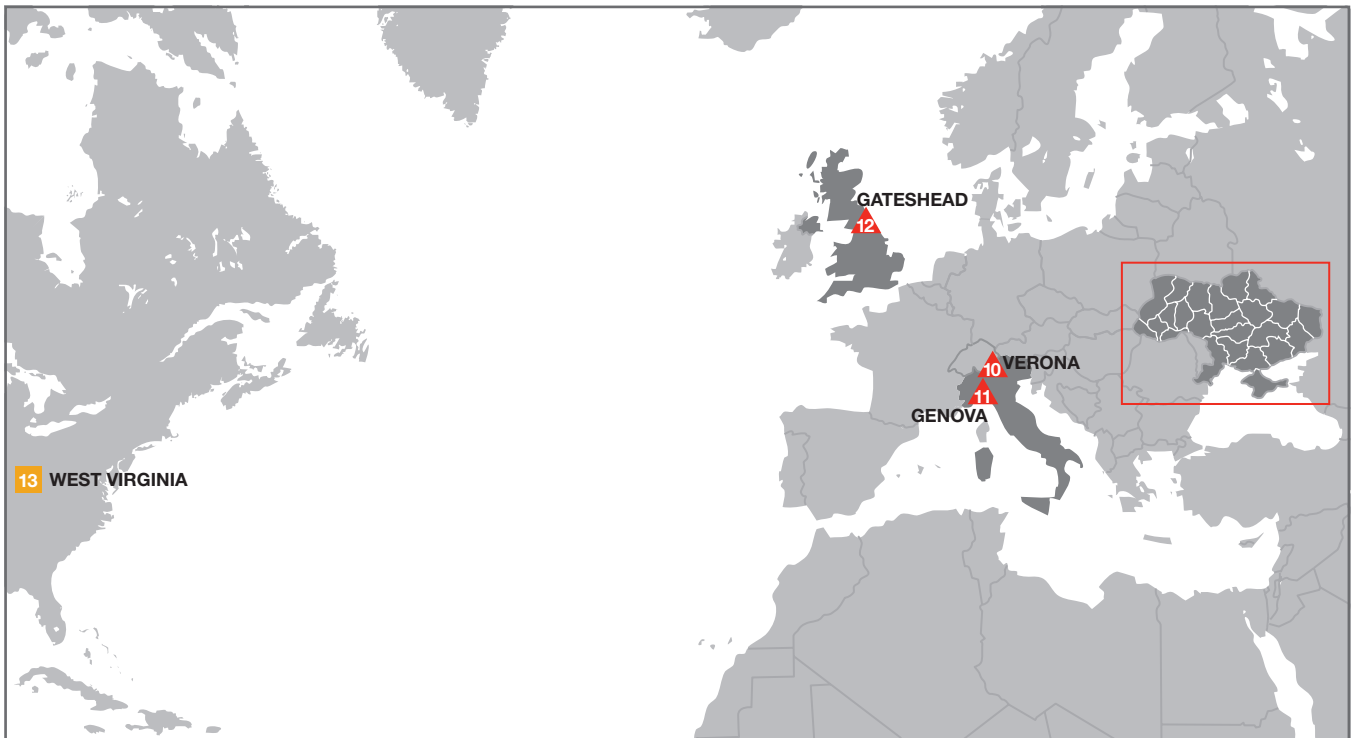 GATESHEAD
12
10 VERONA
11
GENOVA
13 WEST VIRGINIA